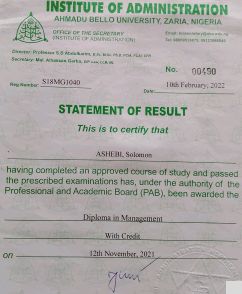 INSTITUTE OF ADMINISTRATION
AHMADU BELLO UNIVERSITY, ZARIA, NIGERIA
OFFICE OF THE SECRETARY
(INSTITUTE OF ADMINISTRATION)
No. 00490
Reg Number: S18MG1040
Date: 10th February, 2022
STATEMENT OF RESULT
This is to certify that
ASHEBI, Solomon
having completed an approved course of study and passed
the prescribed examinations has, under the authority of the
Professional and Academic Board (PAB), been awarded the
Diploma in Management
With Credit
on 12th November, 2021